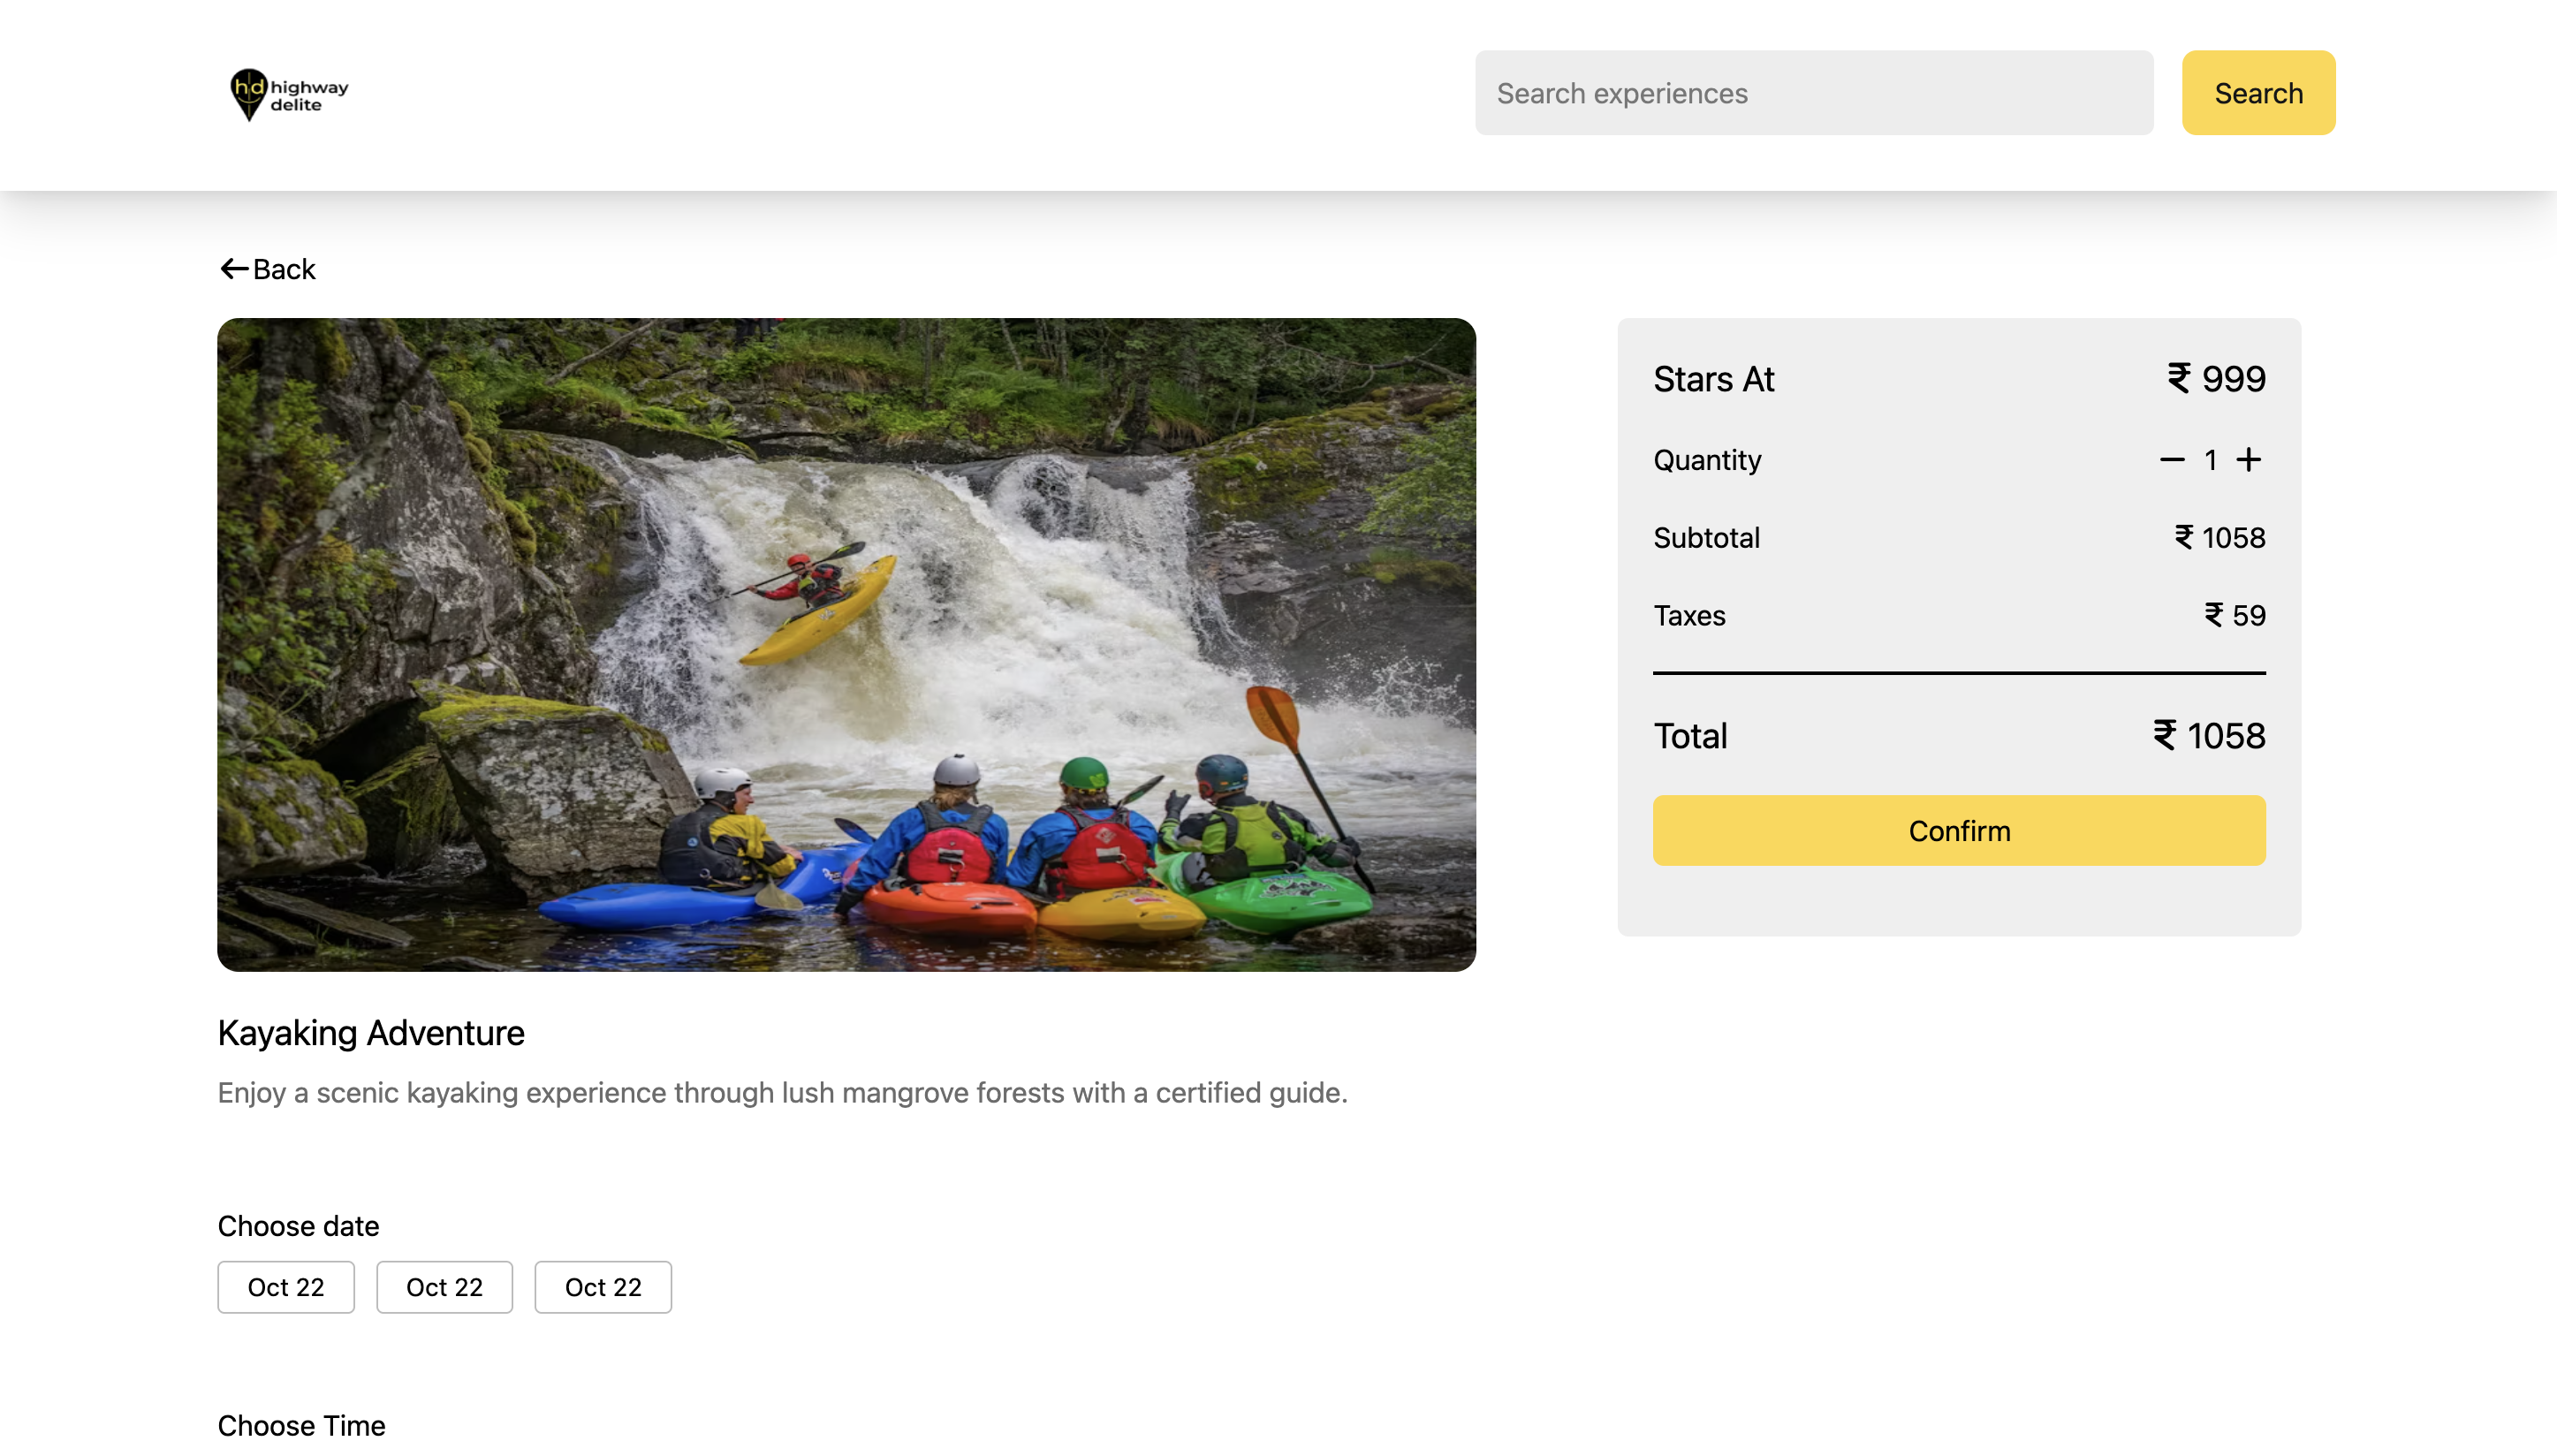 hd highway
delite
Search experiences
Search
Back
Stars At
₹ 999
Quantity
1
Subtotal
₹ 1058
Taxes
₹ 59
Total
₹ 1058
Confirm
Kayaking Adventure
Enjoy a scenic kayaking experience through lush mangrove forests with a certified guide.
Choose date
Oct 22
Oct 22
Oct 22
Choose Time